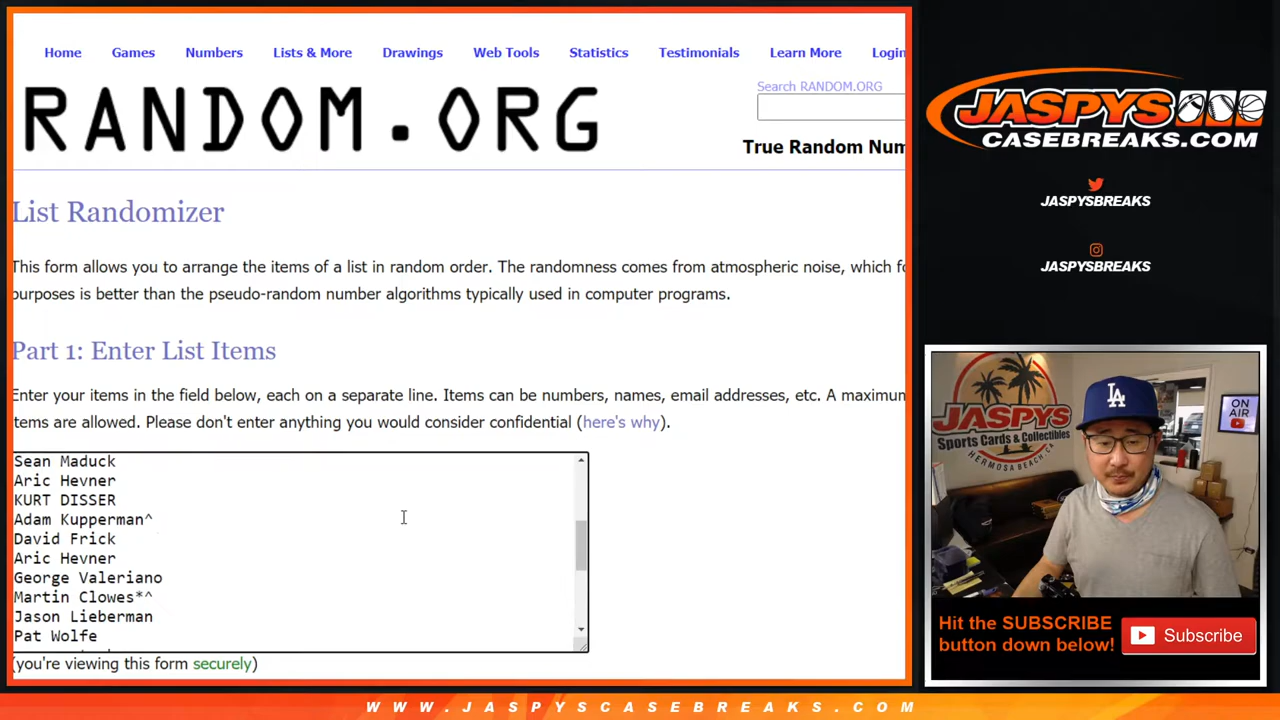 Home Games Numbers Lists & More Drawings Web Tools Statistics Testimonials Learn More Login
RANDOM.ORG
Search RANDOM.ORG
True Random Num
List Randomizer
This form allows you to arrange the items of a list in random order. The randomness comes from atmospheric noise, which fo
purposes is better than the pseudo-random number algorithms typically used in computer programs.
Part 1: Enter List Items
Enter your items in the field below, each on a separate line. Items can be numbers, names, email addresses, etc. A maximum
items are allowed. Please don't enter anything you would consider confidential (here's why).
Sean Maduck
Aric Hevner
KURT DISSER
Adam Kupperman^
David Frick
Aric Hevner
George Valeriano
Martin Clowes*^
Jason Lieberman
Pat Wolfe
(you're viewing this form securely)
JASPYS
CASEBREAKS.COM
JASPYSBREAKS
JASPYSBREAKS
JASPYS
Sports Cards & Collectibles
HERMOSA BEACH, CA
LA
ON
AIR
Hit the SUBSCRIBE
button down below!
Subscribe
WWW.JASPYSCASEBREAKS.COM